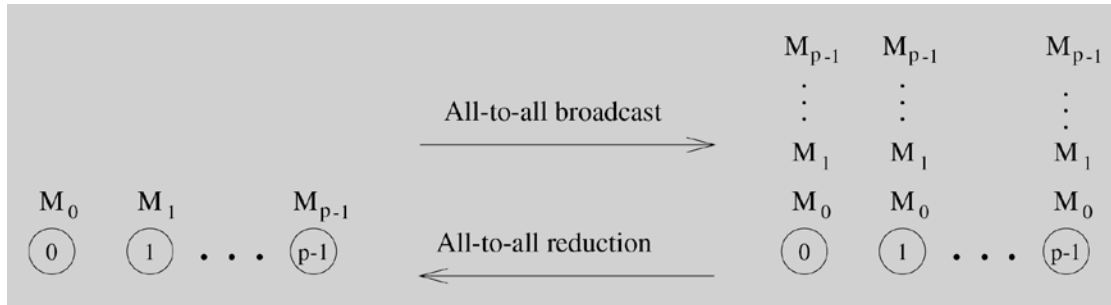 M_{p-1} M_{p-1} M_{p-1}
All-to-all broadcast
M_1 M_1 M_1
M_0 M_1 M_{p-1} M_0 M_0 M_0
All-to-all reduction
0 1 . . . p-1 0 1 . . . p-1